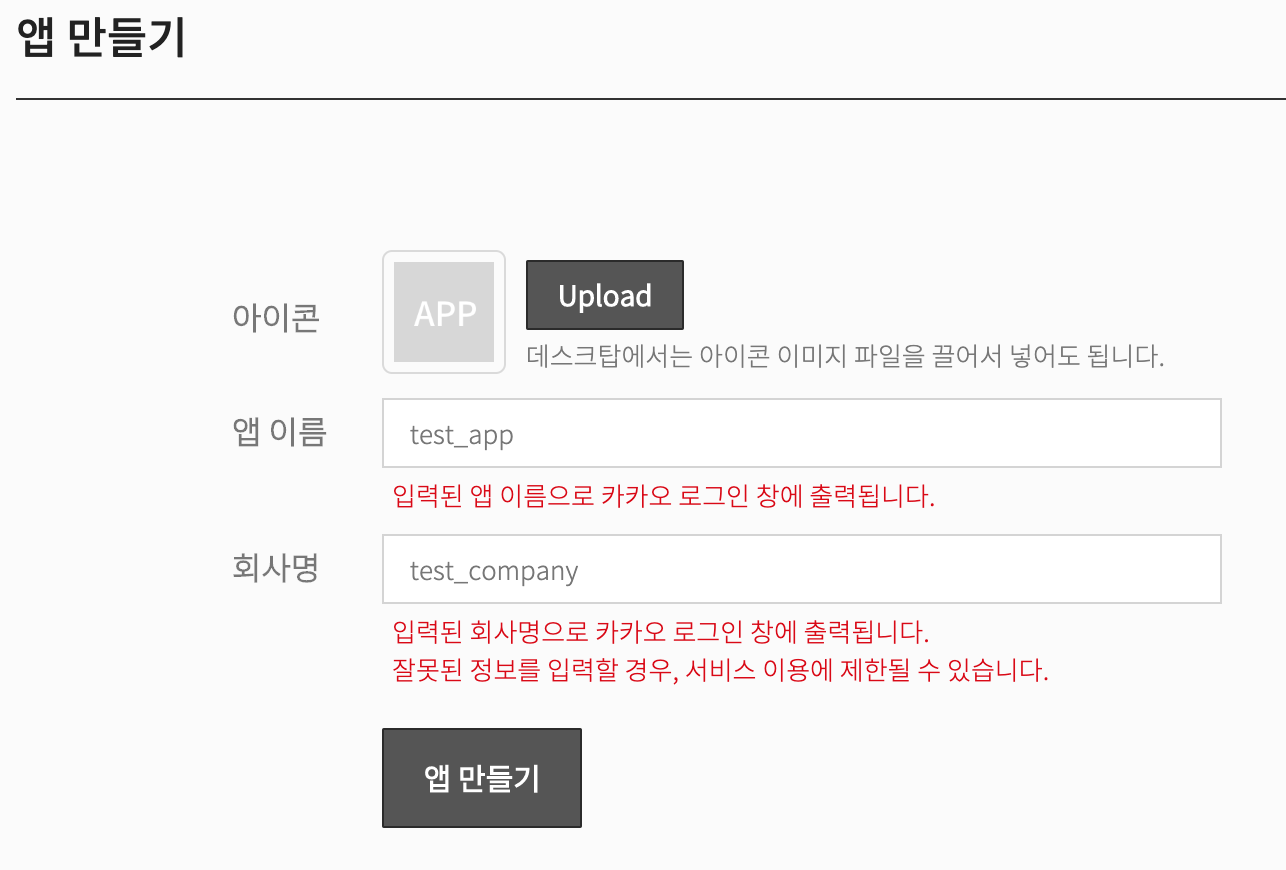 앱 만들기
아이콘
APP
Upload
데스크탑에서는 아이콘 이미지 파일을 끌어서 넣어도 됩니다.
앱 이름
test_app
입력된 앱 이름으로 카카오 로그인 창에 출력됩니다.
회사명
test_company
입력된 회사명으로 카카오 로그인 창에 출력됩니다.
잘못된 정보를 입력할 경우, 서비스 이용에 제한될 수 있습니다.
앱 만들기